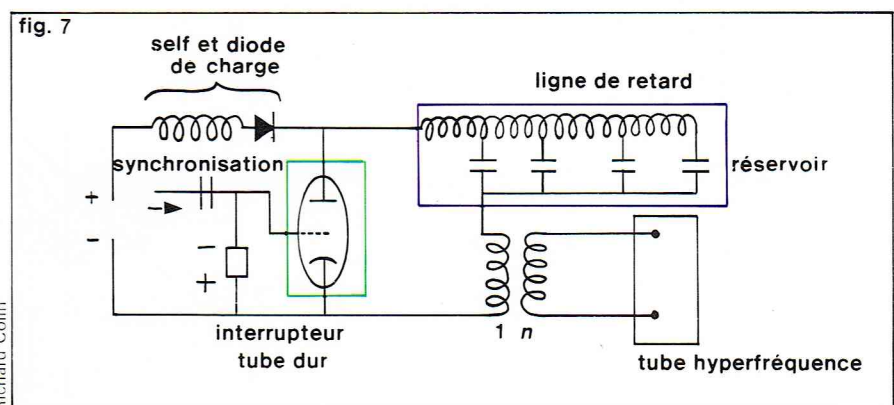 fig. 7
self et diode
de charge
ligne de retard
synchronisation
réservoir
+
-
-
-
+
interrupteur
tube dur
1 n
tube hyperfréquence